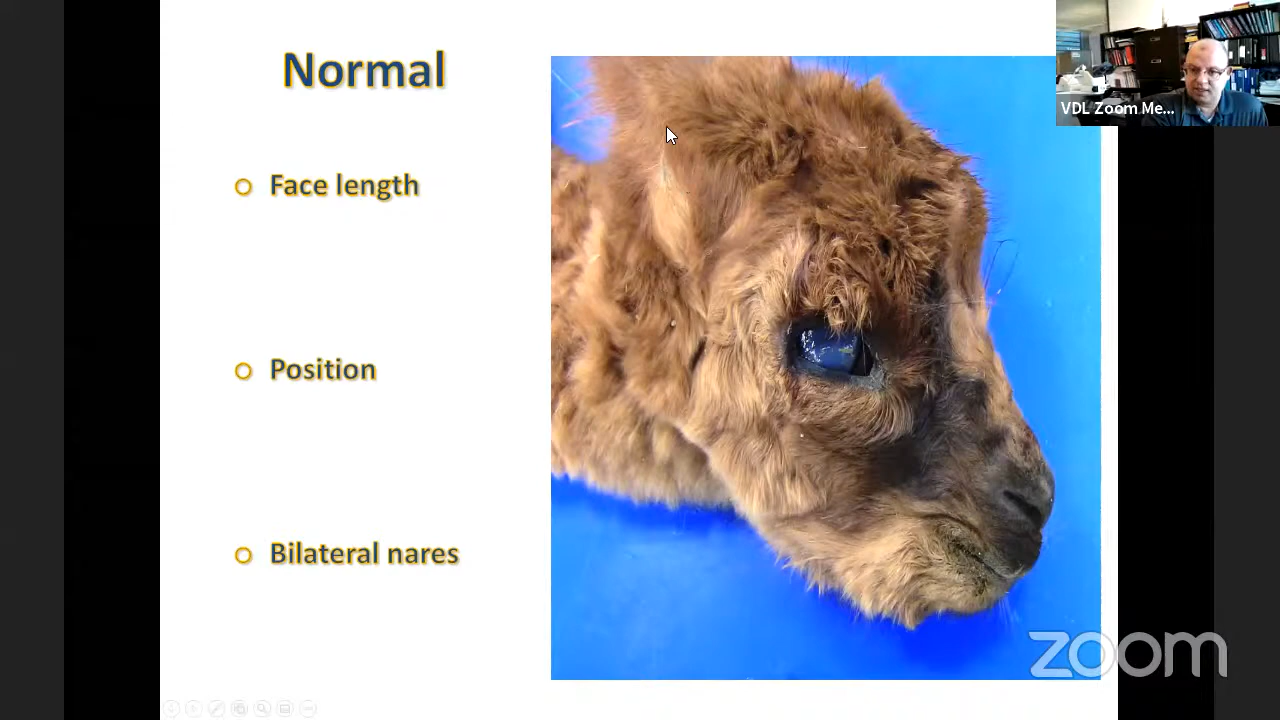 Normal
Face length
Position
Bilateral nares
VDL Zoom Me...
zoom